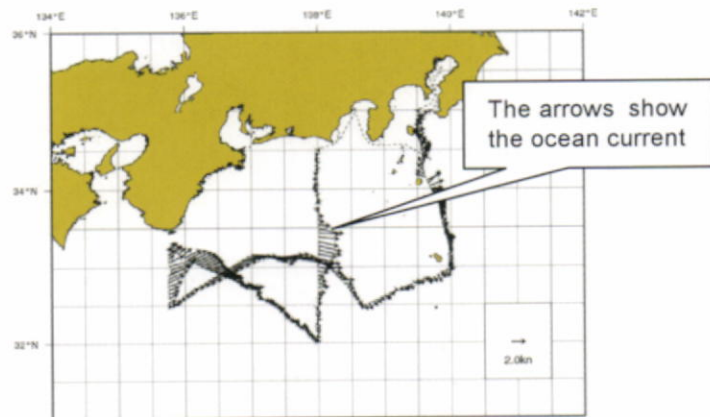 134°E 136°E 138°E 140°E 142°E
36°N
The arrows show
the ocean current
34°N
32°N
2.0kn